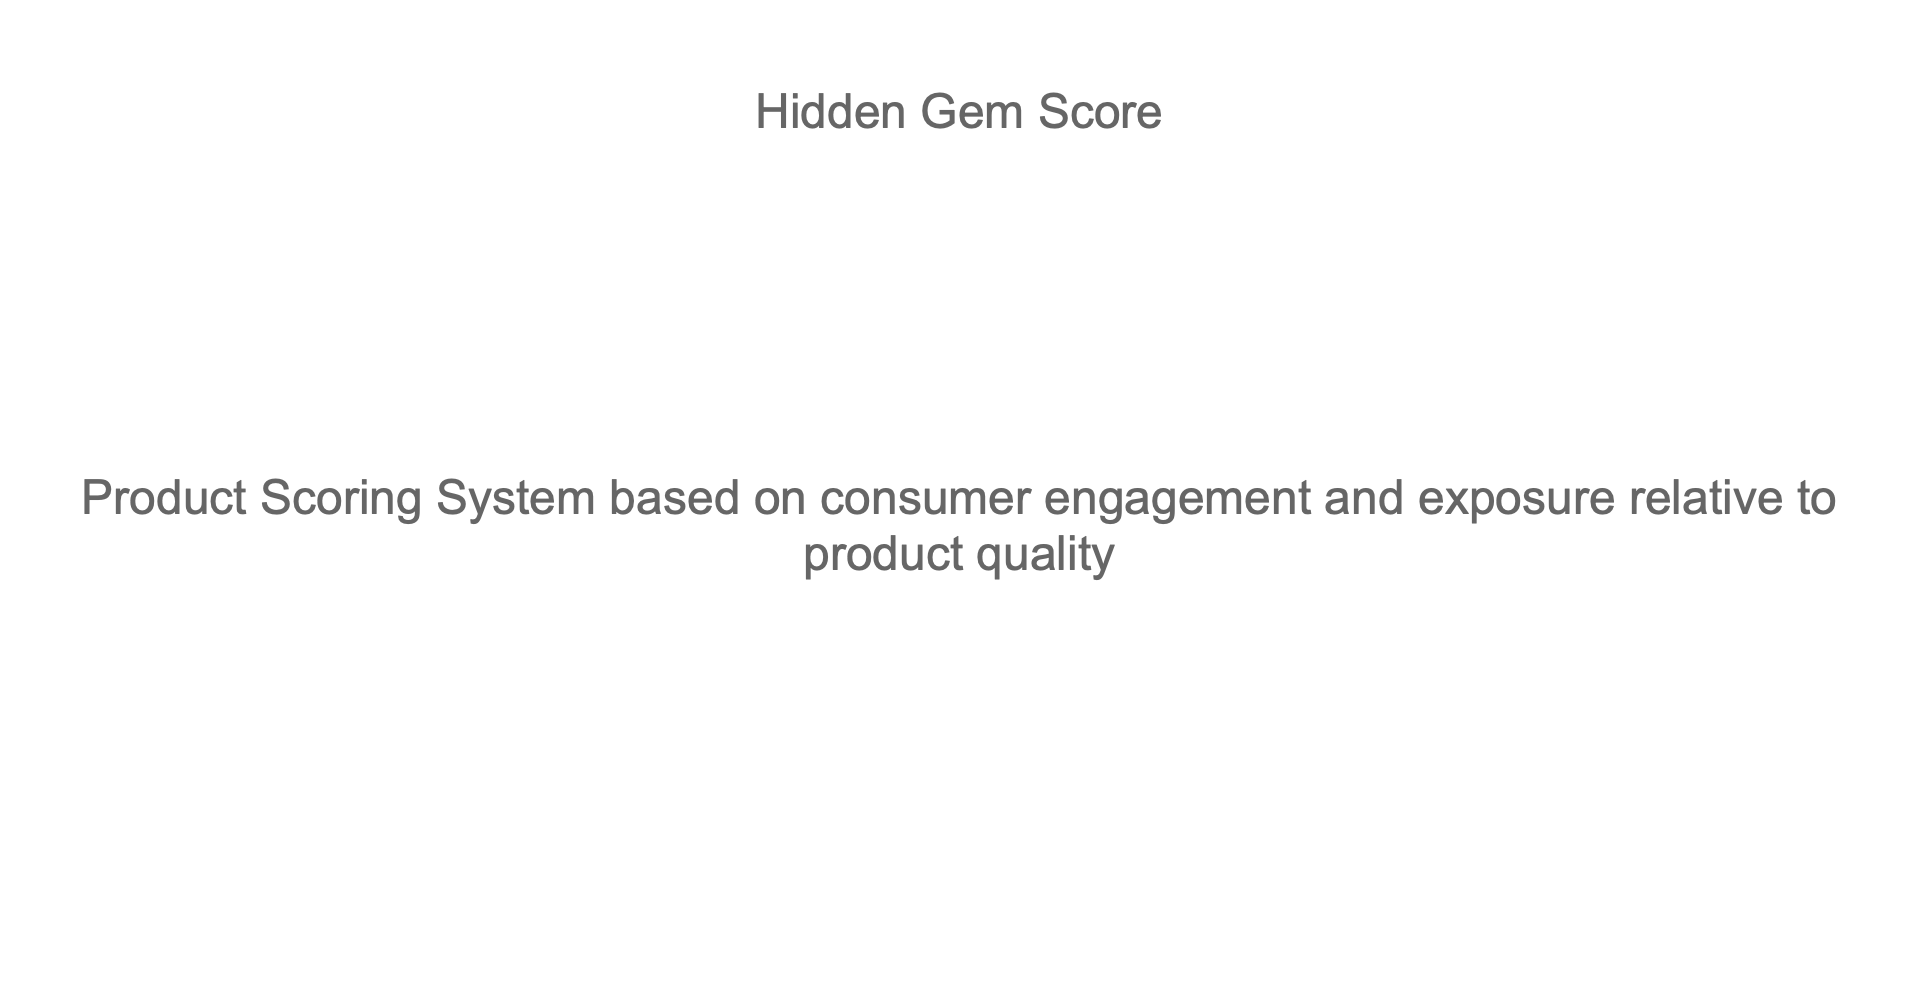 Hidden Gem Score
Product Scoring System based on consumer engagement and exposure relative to
product quality